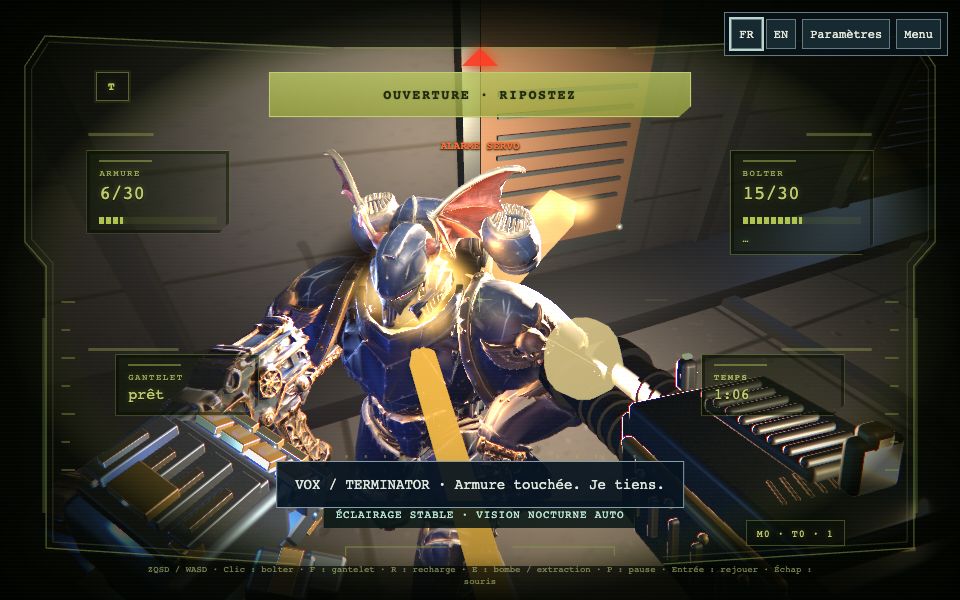 FR EN Paramètres Menu
T
OUVERTURE · RIPOSTEZ
ALARME SERVO
ARMURE
6/30
BOLTER
15/30
…
GANTELET
prêt
TEMPS
1:06
VOX / TERMINATOR · Armure touchée. Je tiens.
ÉCLAIRAGE STABLE · VISION NOCTURNE AUTO
M0 · T0 · 1
ZQSD / WASD · Clic : bolter · F : gantelet · R : recharge · E : bombe / extraction · P : pause · Entrée : rejouer · Échap :
souris